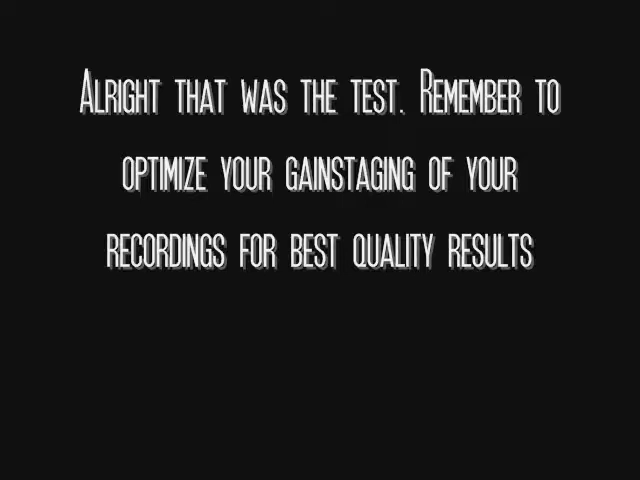 Alright that was the test. Remember to
optimize your gainstaging of your
recordings for best quality results